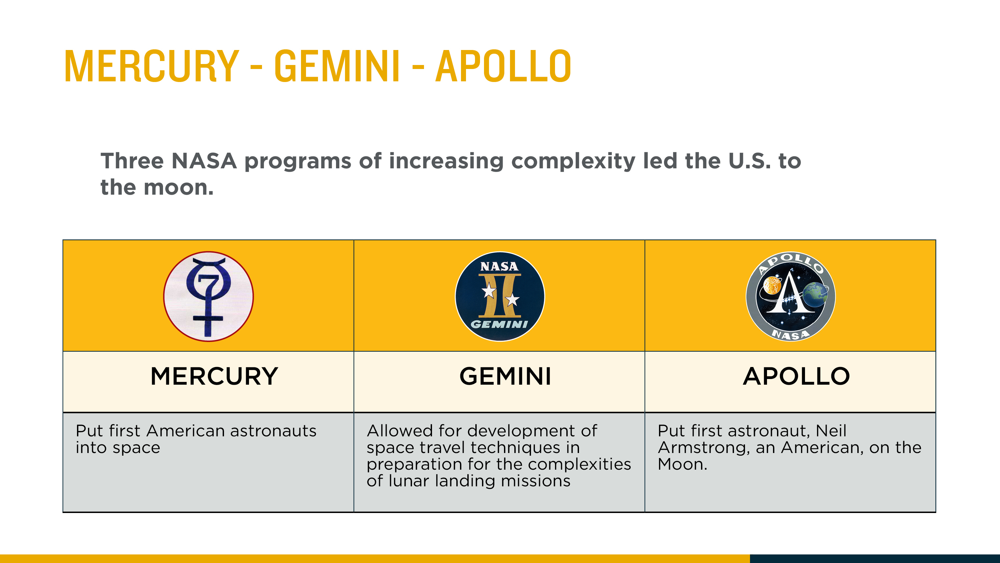 MERCURY - GEMINI - APOLLO
Three NASA programs of increasing complexity led the U.S. to
the moon.
7
NASA
GEMINI
APOLLO
A
NASA
MERCURY
GEMINI
APOLLO
Put first American astronauts
into space
Allowed for development of
space travel techniques in
preparation for the complexities
of lunar landing missions
Put first astronaut, Neil
Armstrong, an American, on the
Moon.